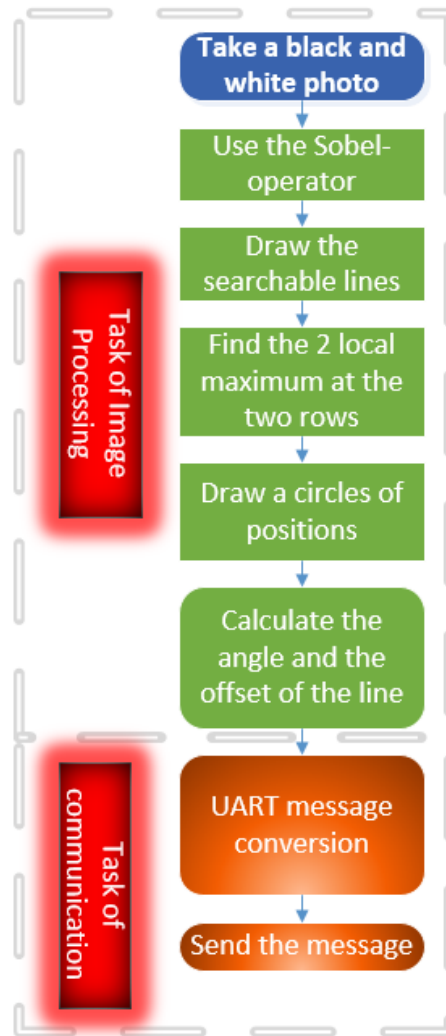 Take a black and
white photo
Use the Sobel-
operator
Draw the
searchable lines
Find the 2 local
maximum at the
two rows
Draw a circles of
positions
Calculate the
angle and the
offset of the line
Task of Image
Processing
UART message
conversion
Send the message
Task of
communication